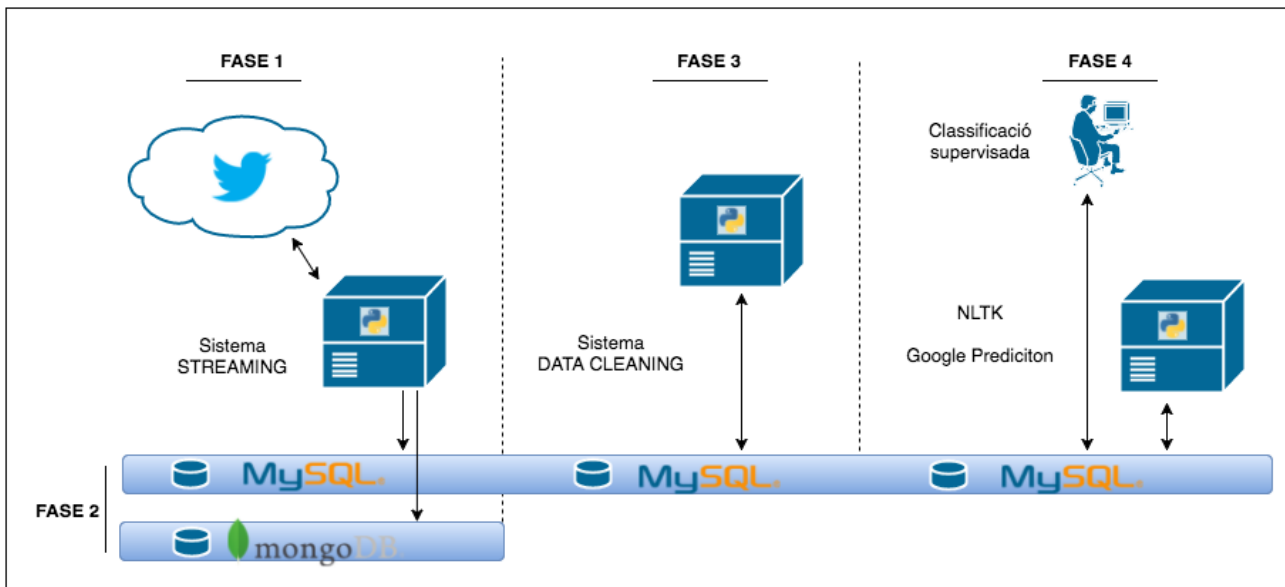 FASE 1
FASE 3
FASE 4
Classificació
supervisada
Sistema
STREAMING
Sistema
DATA CLEANING
NLTK
Google Prediciton
MySQL®
MySQL®
MySQL®
FASE 2
mongoDB.